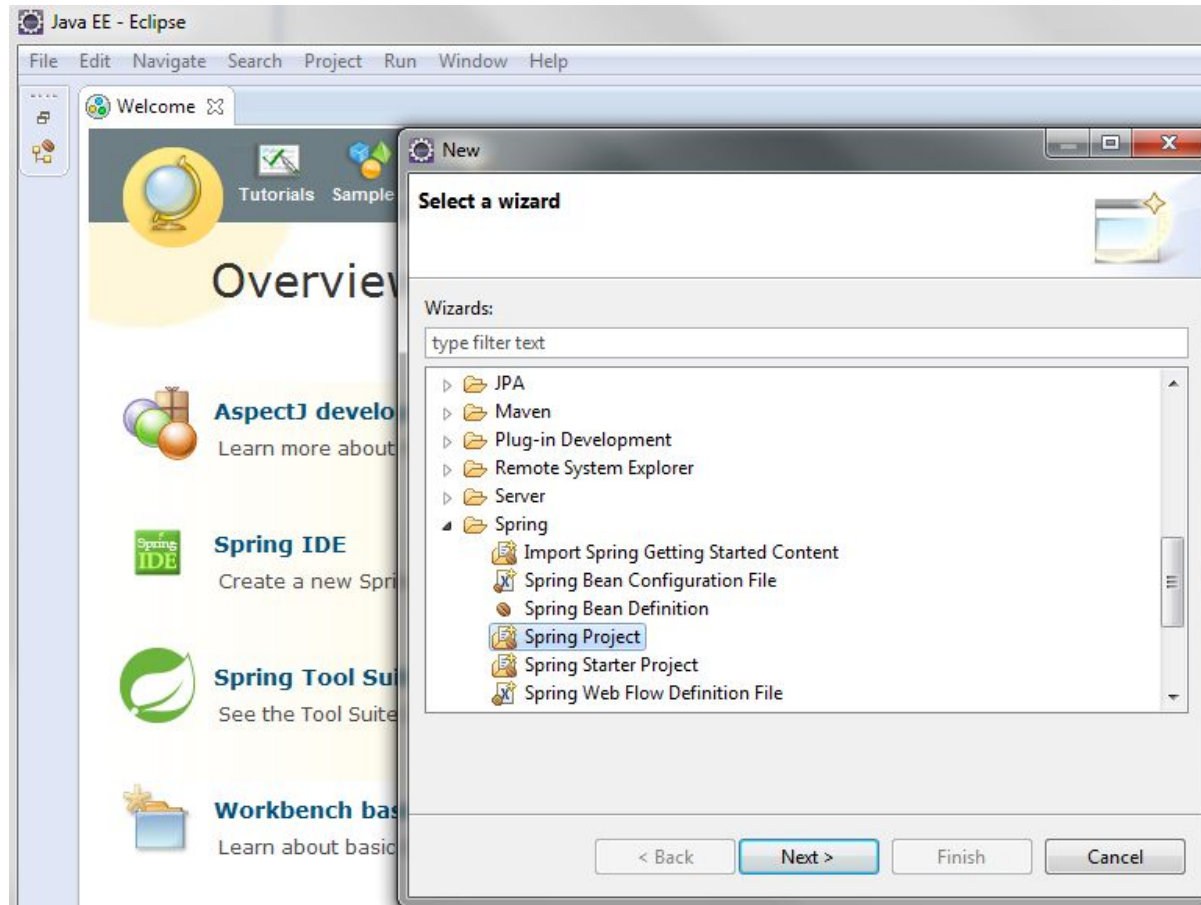 Java EE - Eclipse
File Edit Navigate Search Project Run Window Help
Welcome
Tutorials Sample
Overvie
AspectJ develo
Learn more about
Spring IDE
Spring IDE
Create a new Spri
Spring Tool Sui
See the Tool Suite
Workbench bas
Learn about basic
New
Select a wizard
Wizards:
type filter text
JPA
Maven
Plug-in Development
Remote System Explorer
Server
Spring
Import Spring Getting Started Content
Spring Bean Configuration File
Spring Bean Definition
Spring Project
Spring Starter Project
Spring Web Flow Definition File
< Back Next > Finish Cancel